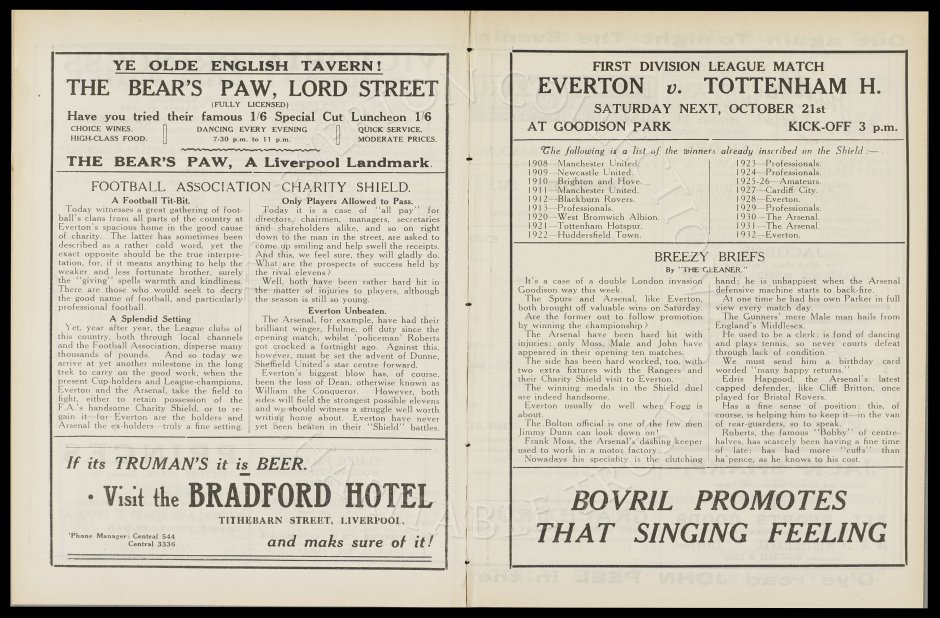 YE OLDE ENGLISH TAVERN!
THE BEAR'S PAW, LORD STREET
(FULLY LICENSED)
Have you tried their famous 1/6 Special Cut Luncheon 1/6
CHOICE WINES.
HIGH-CLASS FOOD.
DANCING EVERY EVENING
7-30 p.m. to 11 p.m.
QUICK SERVICE.
MODERATE PRICES.
THE BEAR'S PAW, A Liverpool Landmark.
FOOTBALL ASSOCIATION CHARITY SHIELD.
A Football Tit-Bit.
Today witnesses a great gathering of foot-
ball's clans from all parts of the country at
Everton's spacious home in the good cause
of charity. The latter has sometimes been
described as a rather cold word, yet the
exact opposite should be the true interpre-
tation, for, if it means anything to help the
weaker and less fortunate brother, surely
the "giving" spells warmth and kindliness.
There are those who would seek to decry
the good name of football, and particularly
professional football.
A Splendid Setting
Yet, year after year, the League clubs of
this country, both through local channels
and the Football Association, disperse many
thousands of pounds. And so today we
arrive at yet another milestone in the long
trek to carry on the good work, when the
present Cup-holders and League-champions,
Everton and the Arsenal, take the field to
fight, either to retain possession of the
F.A.'s handsome Charity Shield, or to re-
gain it—for Everton are the holders and
Arsenal the ex-holders—truly a fine setting.
Only Players Allowed to Pass.
Today it is a case of "all pay" for
directors, chairmen, managers, secretaries
and shareholders alike, and so on right
down to the man in the street, are asked to
come up smiling and help swell the receipts.
And this, we feel sure, they will gladly do.
What are the prospects of success held by
the rival elevens?
Well, both have been rather hard hit in
the matter of injuries to players, although
the season is still so young.
Everton Unbeaten.
The Arsenal, for example, have had their
brilliant winger, Hulme, off duty since the
opening match, whilst 'policeman' Roberts
got crocked a fortnight ago. Against this,
however, must be set the advent of Dunne,
Sheffield United's star centre forward.
Everton's biggest blow has, of course,
been the loss of Dean, otherwise known as
William the Conqueror. However, both
sides will field the strongest possible elevens
and we should witness a struggle well worth
writing home about. Everton have never
yet been beaten in their "Shield" battles.
If its TRUMAN'S it is BEER.
• Visit the BRADFORD HOTEL
TITHEBARN STREET, LIVERPOOL.
'Phone Manager: Central 544
Central 3336
and maks sure of it!
FIRST DIVISION LEAGUE MATCH
EVERTON v. TOTTENHAM H.
SATURDAY NEXT, OCTOBER 21st
AT GOODISON PARK KICK-OFF 3 p.m.
The following is a list of the winners already inscribed on the Shield:—
1908—Manchester United.
1909—Newcastle United.
1910—Brighton and Hove.
1911—Manchester United.
1912—Blackburn Rovers.
1913—Professionals.
1920—West Bromwich Albion.
1921—Tottenham Hotspur.
1922—Huddersfield Town.
1923—Professionals.
1924—Professionals.
1925-26—Amateurs.
1927—Cardiff City.
1928—Everton.
1929—Professionals.
1930—The Arsenal.
1931—The Arsenal.
1932—Everton.
BREEZY BRIEFS
By "THE GLEANER."
It's a case of a double London invasion
Goodison way this week.
The Spurs and Arsenal, like Everton,
both brought off valuable wins on Saturday.
Are the former out to follow promotion
by winning the championship?
The Arsenal have been hard hit with
injuries: only Moss, Male and John have
appeared in their opening ten matches.
The side has been hard worked, too, with
two extra fixtures with the Rangers and
their Charity Shield visit to Everton.
The winning medals in the Shield duel
are indeed handsome.
Everton usually do well when Fogg is
about.
The Bolton official is one of the few men
Jimmy Dunn can look down on!
Frank Moss, the Arsenal's dashing keeper
used to work in a motor factory.
Nowadays his speciality is the clutching
hand: he is unhappiest when the Arsenal
defensive machine starts to back-fire.
At one time he had his own Parker in full
view every match day.
The Gunners' mere Male man hails from
England's Middlesex.
He used to be a clerk: is fond of dancing
and plays tennis, so never courts defeat
through lack of condition.
We must send him a birthday card
worded "many happy returns."
Edris Hapgood, the Arsenal's latest
capped defender, like Cliff Britton, once
played for Bristol Rovers.
Has a fine sense of position: this, of
course, is helping him to keep it—in the van
of rear-guarders, so to speak.
Roberts, the famous "Bobby" of centre-
halves, has scarcely been having a fine time
of late: has had more "cuffs" than
ha'pence, as he knows to his cost.
BOVRIL PROMOTES
THAT SINGING FEELING